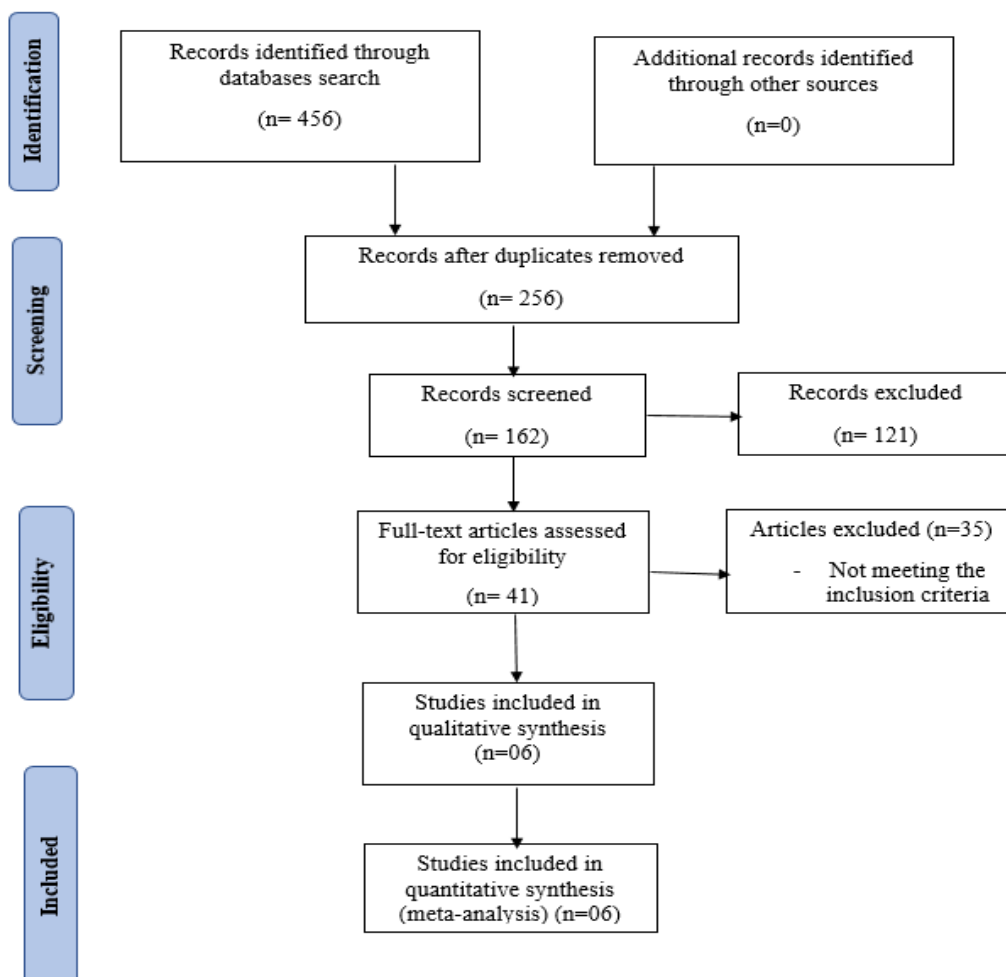 Identification
Records identified through
databases search
(n= 456)
Additional records identified
through other sources
(n=0)
Screening
Records after duplicates removed
(n= 256)
Records screened
(n= 162)
Records excluded
(n= 121)
Eligibility
Full-text articles assessed
for eligibility
(n= 41)
Articles excluded (n=35)
- Not meeting the
inclusion criteria
Studies included in
qualitative synthesis
(n=06)
Included
Studies included in
quantitative synthesis
(meta-analysis) (n=06)